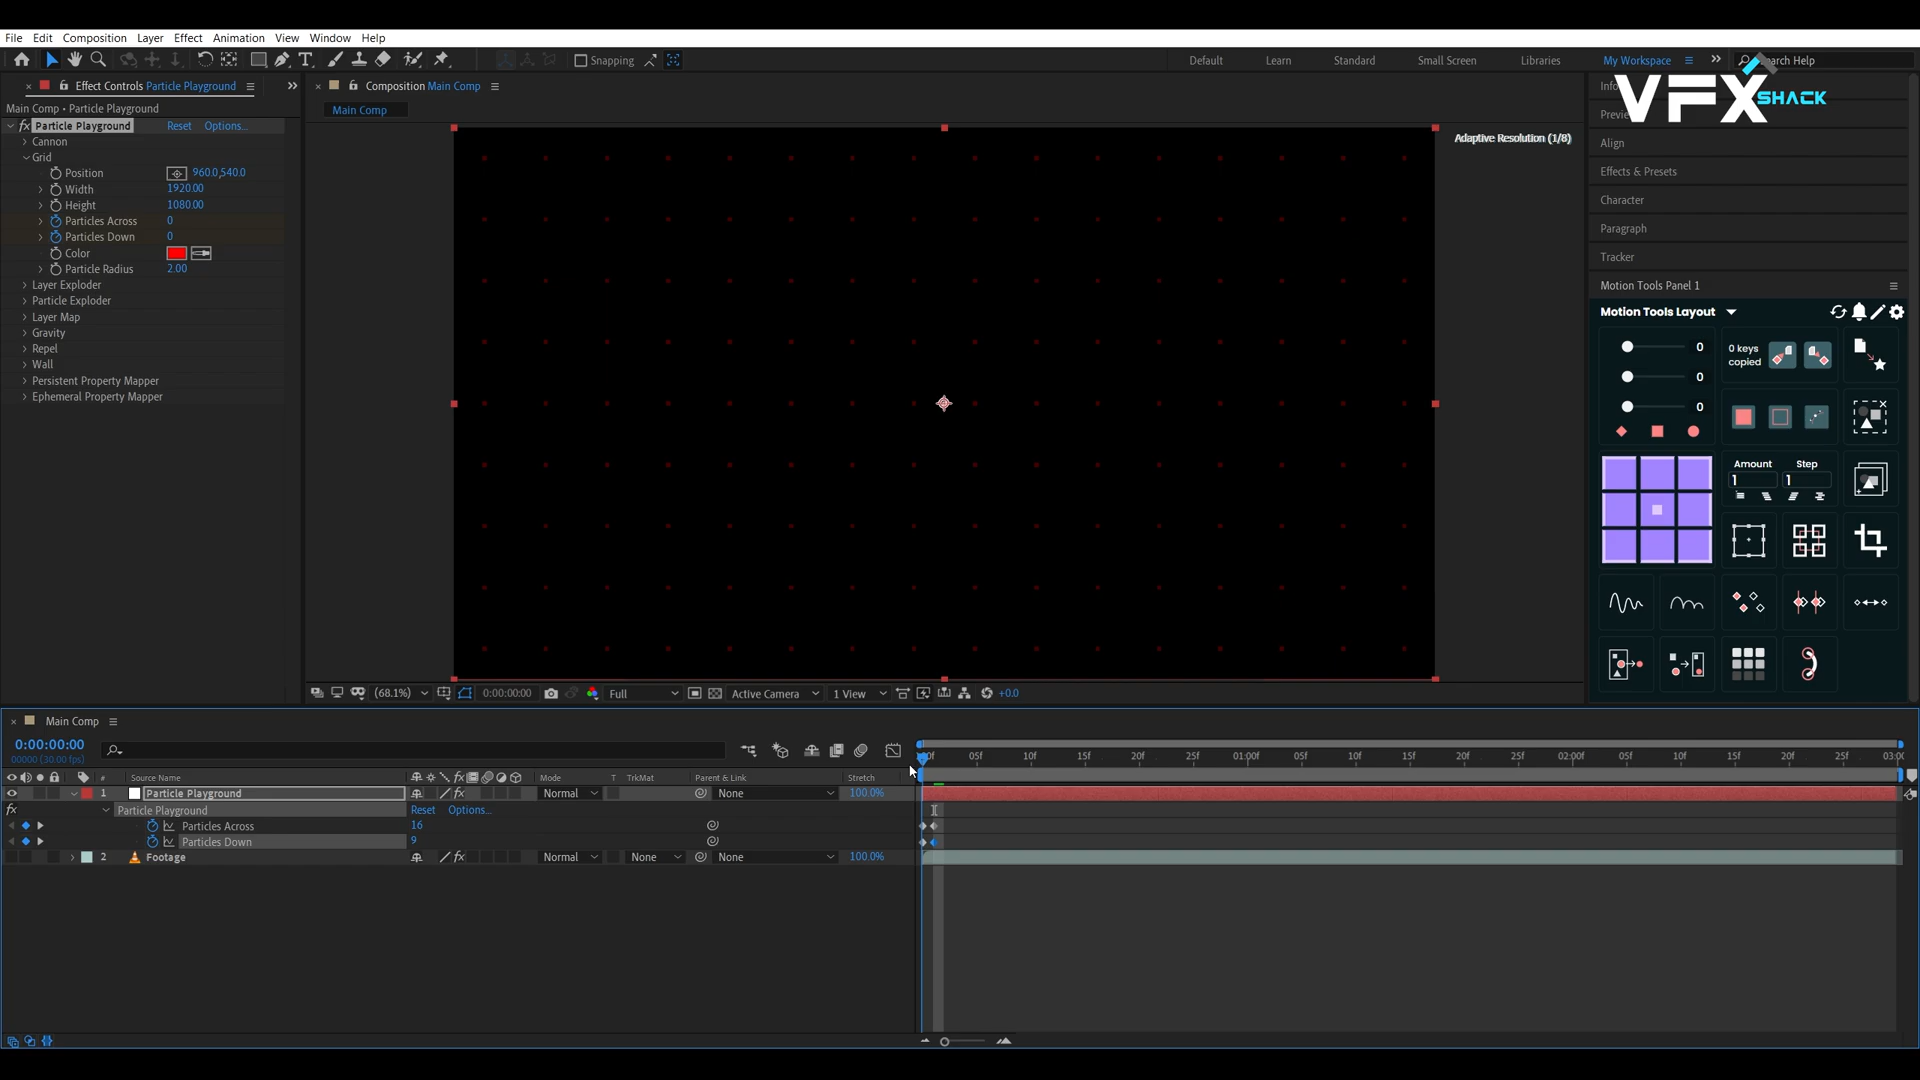 File Edit Composition Layer Effect Animation View Window Help
Snapping
Default Learn Standard Small Screen Libraries My Workspace Search Help
Effect Controls Particle Playground
Composition Main Comp
VFX SHACK
Main Comp • Particle Playground
Main Comp
fx Particle Playground Reset Options...
Adaptive Resolution (1/8)
Cannon
Grid
Position 960.0,540.0
Width 1920.00
Height 1080.00
Particles Across 0
Particles Down 0
Color
Particle Radius 2.00
Layer Exploder
Particle Exploder
Layer Map
Gravity
Repel
Wall
Persistent Property Mapper
Ephemeral Property Mapper
Align
Effects & Presets
Character
Paragraph
Tracker
Motion Tools Panel 1
Motion Tools Layout
0
0 keys copied
0
0
Amount Step
1 1
(68.1%) 0:00:00:00 Full Active Camera 1 View +0.0
Main Comp
0:00:00:00
00000 (30.00 fps)
05f 10f 15f 20f 25f 01:00f 05f 10f 15f 20f 25f 02:00f 05f 10f 15f 20f 25f
# Source Name fx Mode T TrkMat Parent & Link Stretch
1 Particle Playground fx Normal None 100.0%
fx Particle Playground Reset Options...
Particles Across 16
Particles Down 9
2 Footage fx Normal None None 100.0%